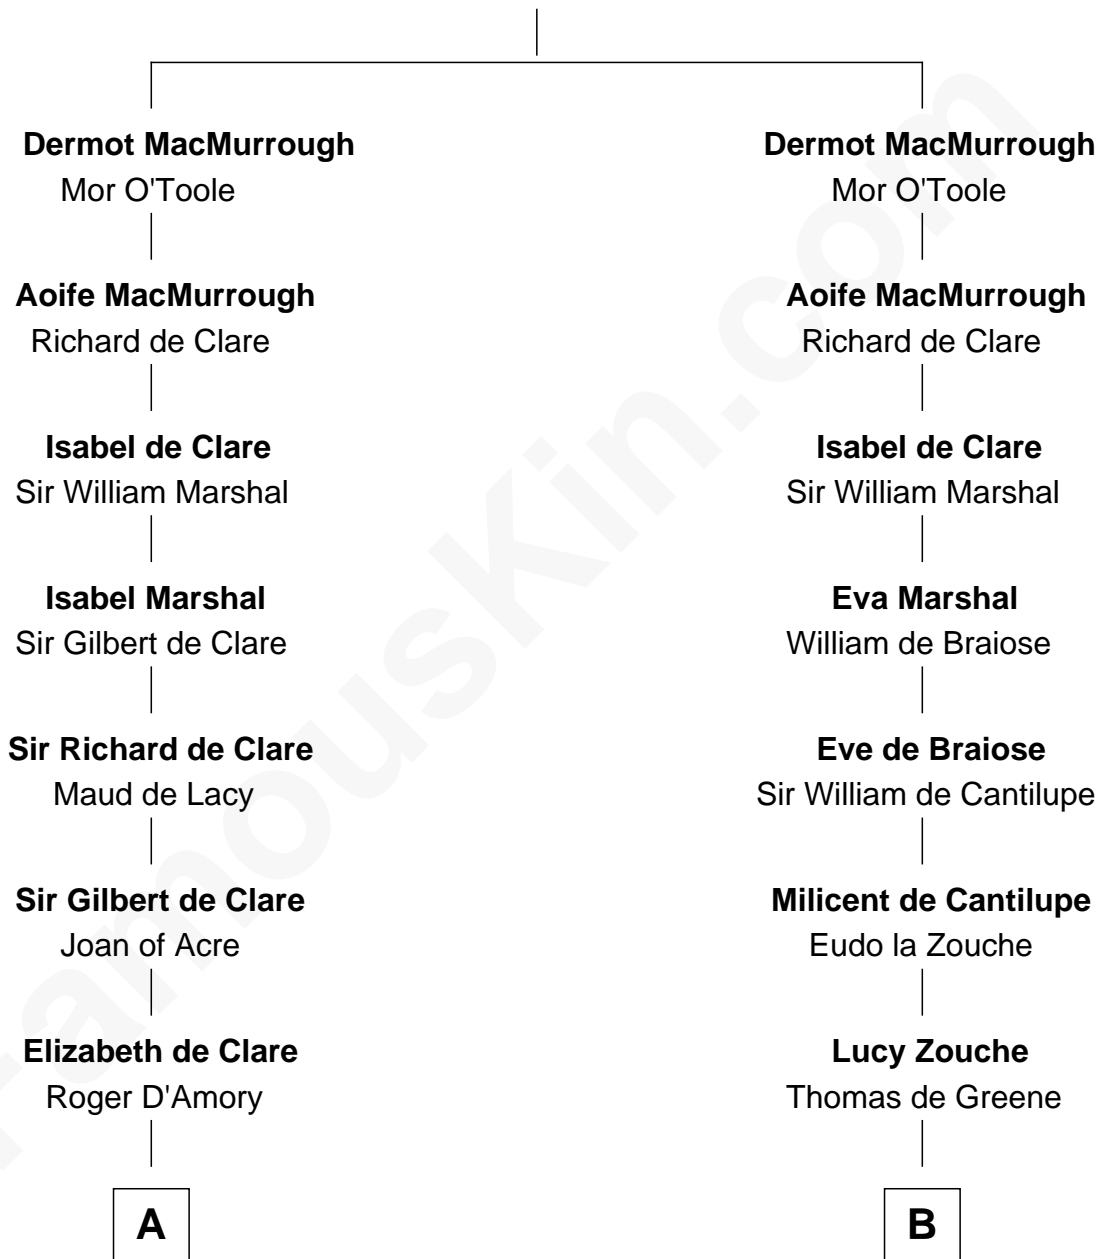 Dermot MacMurrough
Mor O'Toole
Aoife MacMurrough
Richard de Clare
Isabel de Clare
Sir William Marshal
Isabel Marshal
Sir Gilbert de Clare
Sir Richard de Clare
Maud de Lacy
Sir Gilbert de Clare
Joan of Acre
Elizabeth de Clare
Roger D'Amory
A
Dermot MacMurrough
Mor O'Toole
Aoife MacMurrough
Richard de Clare
Isabel de Clare
Sir William Marshal
Eva Marshal
William de Braiose
Eve de Braiose
Sir William de Cantilupe
Milicent de Cantilupe
Eudo la Zouche
Lucy Zouche
Thomas de Greene
B
FamousKin.com